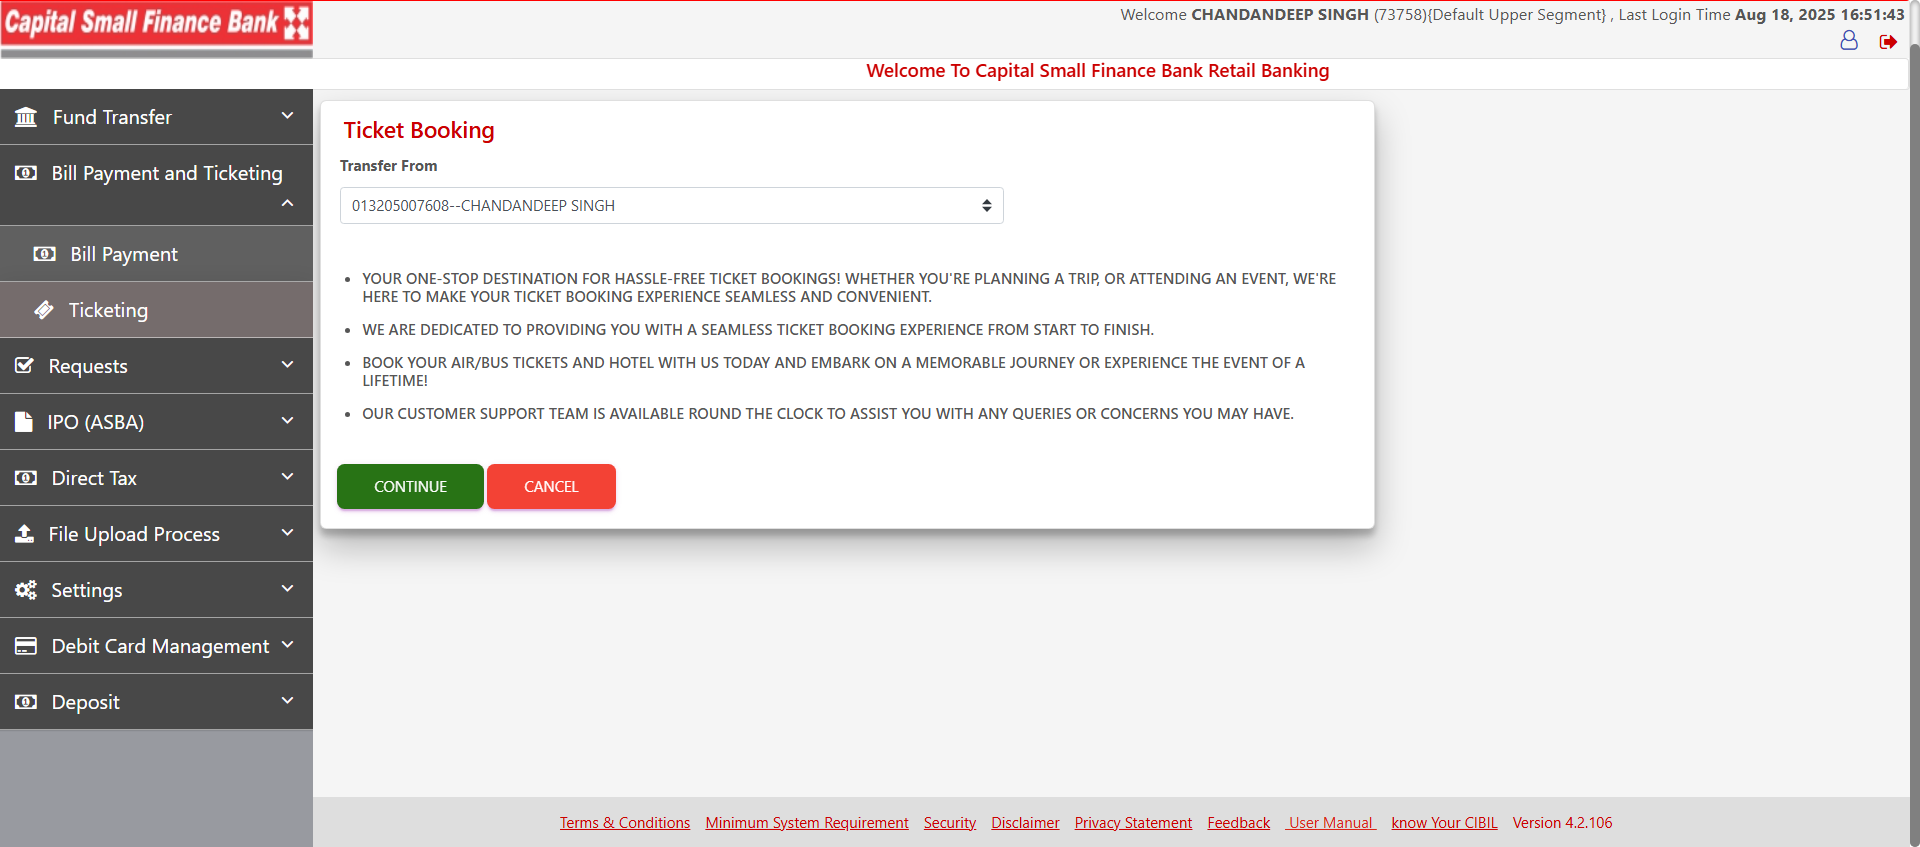 Capital Small Finance Bank
Welcome CHANDANDEEP SINGH (73758){Default Upper Segment} , Last Login Time Aug 18, 2025 16:51:43
Welcome To Capital Small Finance Bank Retail Banking
Fund Transfer
Bill Payment and Ticketing
Bill Payment
Ticketing
Requests
IPO (ASBA)
Direct Tax
File Upload Process
Settings
Debit Card Management
Deposit
Ticket Booking
Transfer From
013205007608--CHANDANDEEP SINGH
• YOUR ONE-STOP DESTINATION FOR HASSLE-FREE TICKET BOOKINGS! WHETHER YOU'RE PLANNING A TRIP, OR ATTENDING AN EVENT, WE'RE
HERE TO MAKE YOUR TICKET BOOKING EXPERIENCE SEAMLESS AND CONVENIENT.
• WE ARE DEDICATED TO PROVIDING YOU WITH A SEAMLESS TICKET BOOKING EXPERIENCE FROM START TO FINISH.
• BOOK YOUR AIR/BUS TICKETS AND HOTEL WITH US TODAY AND EMBARK ON A MEMORABLE JOURNEY OR EXPERIENCE THE EVENT OF A
LIFETIME!
• OUR CUSTOMER SUPPORT TEAM IS AVAILABLE ROUND THE CLOCK TO ASSIST YOU WITH ANY QUERIES OR CONCERNS YOU MAY HAVE.
CONTINUE CANCEL
Terms & Conditions Minimum System Requirement Security Disclaimer Privacy Statement Feedback User Manual know Your CIBIL Version 4.2.106